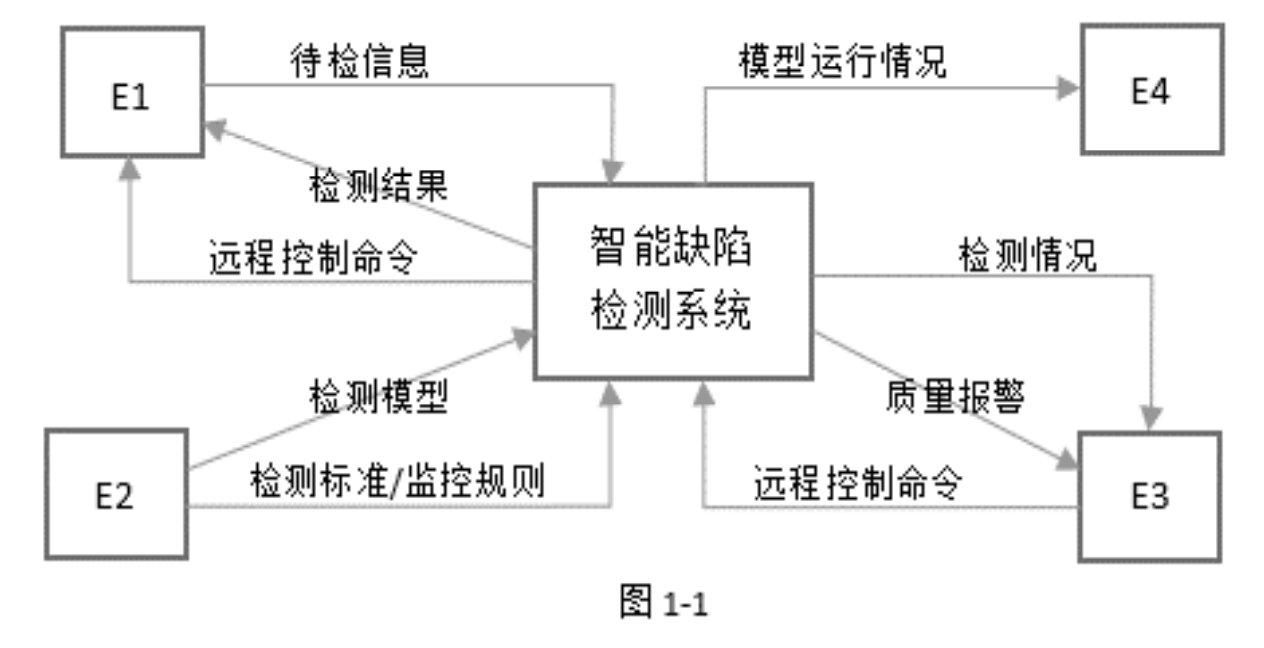 待检信息
模型运行情况
E1
E4
检测结果
智能缺陷
检测系统
远程控制命令
检测情况
检测模型
质量报警
检测标准/监控规则
远程控制命令
E2
E3
图 1-1